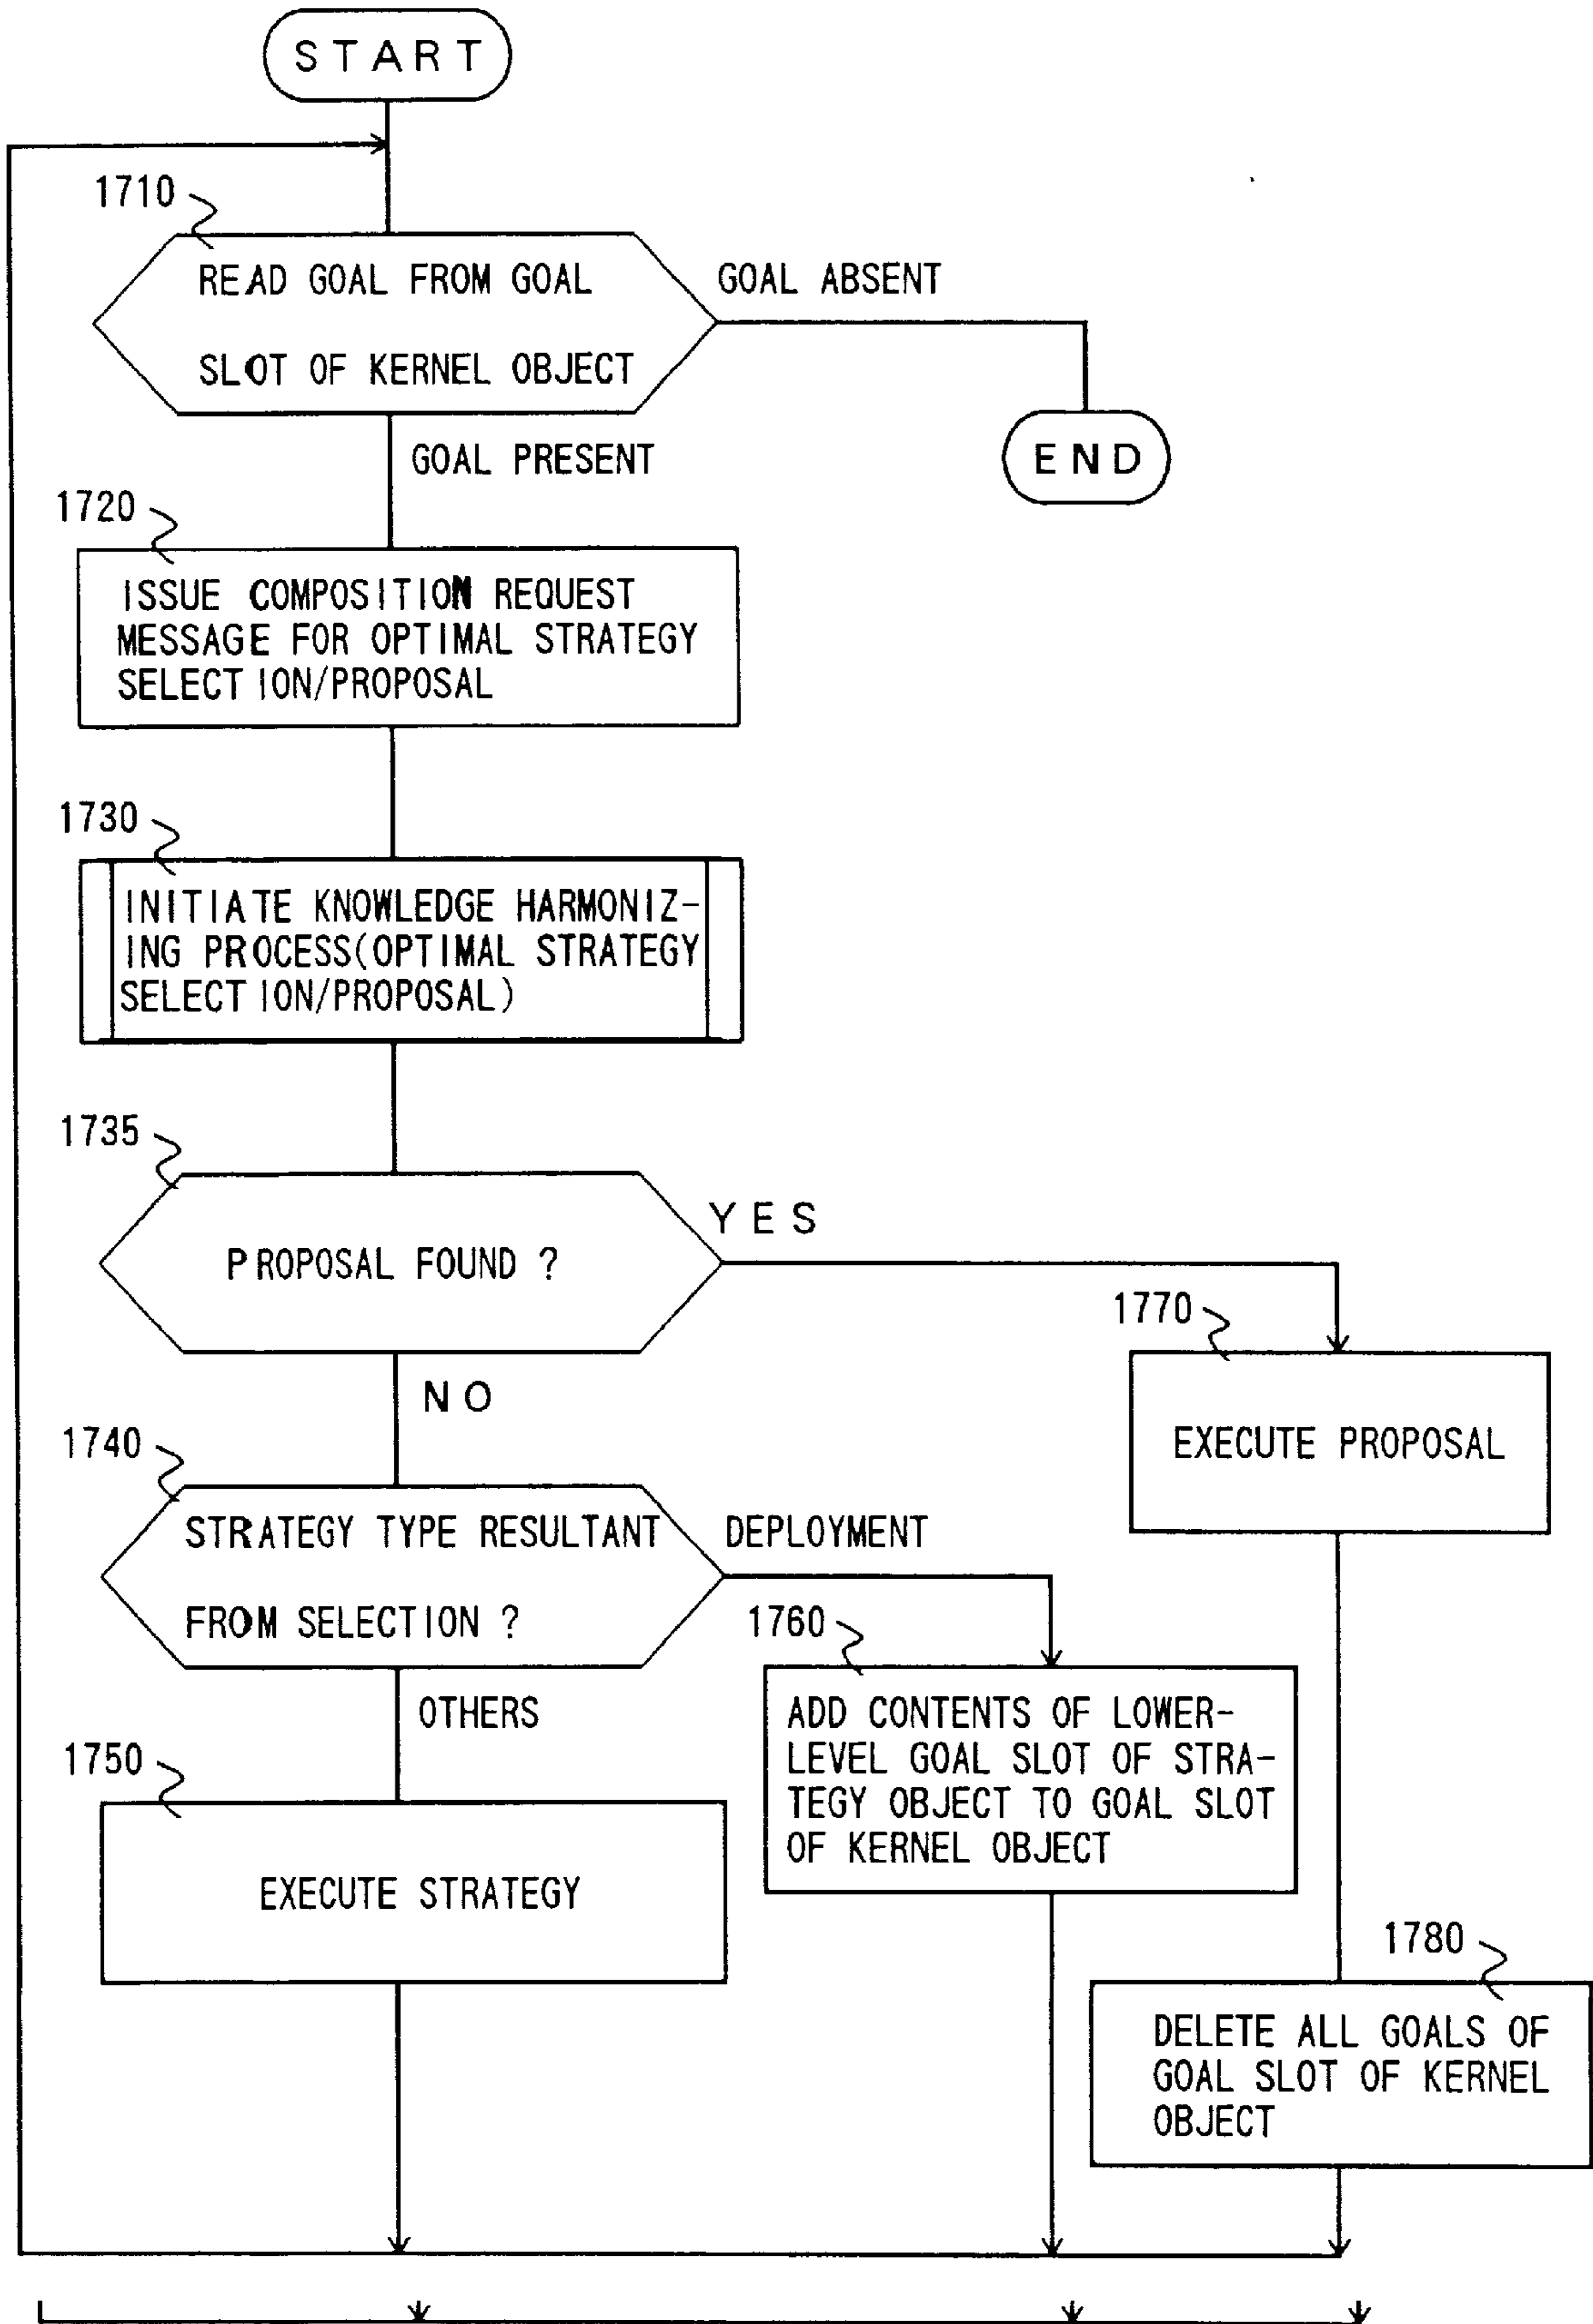 START
1710
READ GOAL FROM GOAL
SLOT OF KERNEL OBJECT
GOAL ABSENT
END
GOAL PRESENT
1720
ISSUE COMPOSITION REQUEST
MESSAGE FOR OPTIMAL STRATEGY
SELECTION/PROPOSAL
1730
INITIATE KNOWLEDGE HARMONIZ-
ING PROCESS(OPTIMAL STRATEGY
SELECTION/PROPOSAL)
1735
PROPOSAL FOUND ?
YES
NO
1770
EXECUTE PROPOSAL
1740
STRATEGY TYPE RESULTANT
FROM SELECTION ?
DEPLOYMENT
OTHERS
1760
ADD CONTENTS OF LOWER-
LEVEL GOAL SLOT OF STRA-
TEGY OBJECT TO GOAL SLOT
OF KERNEL OBJECT
1750
EXECUTE STRATEGY
1780
DELETE ALL GOALS OF
GOAL SLOT OF KERNEL
OBJECT